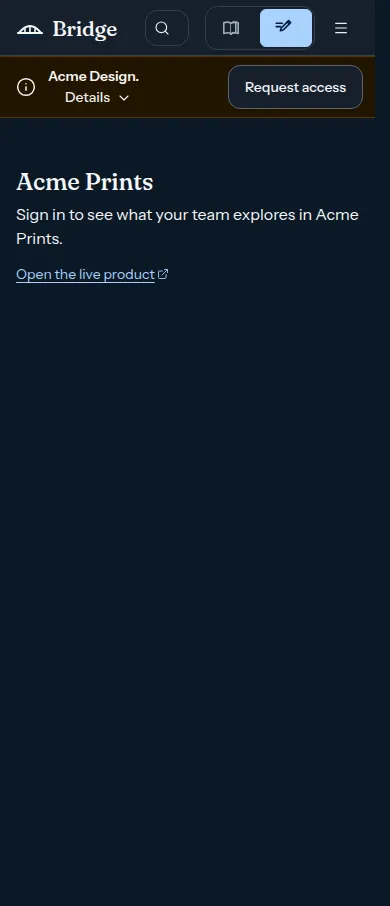 Bridge
Acme Design.
Details
Request access
Acme Prints
Sign in to see what your team explores in Acme
Prints.
Open the live product